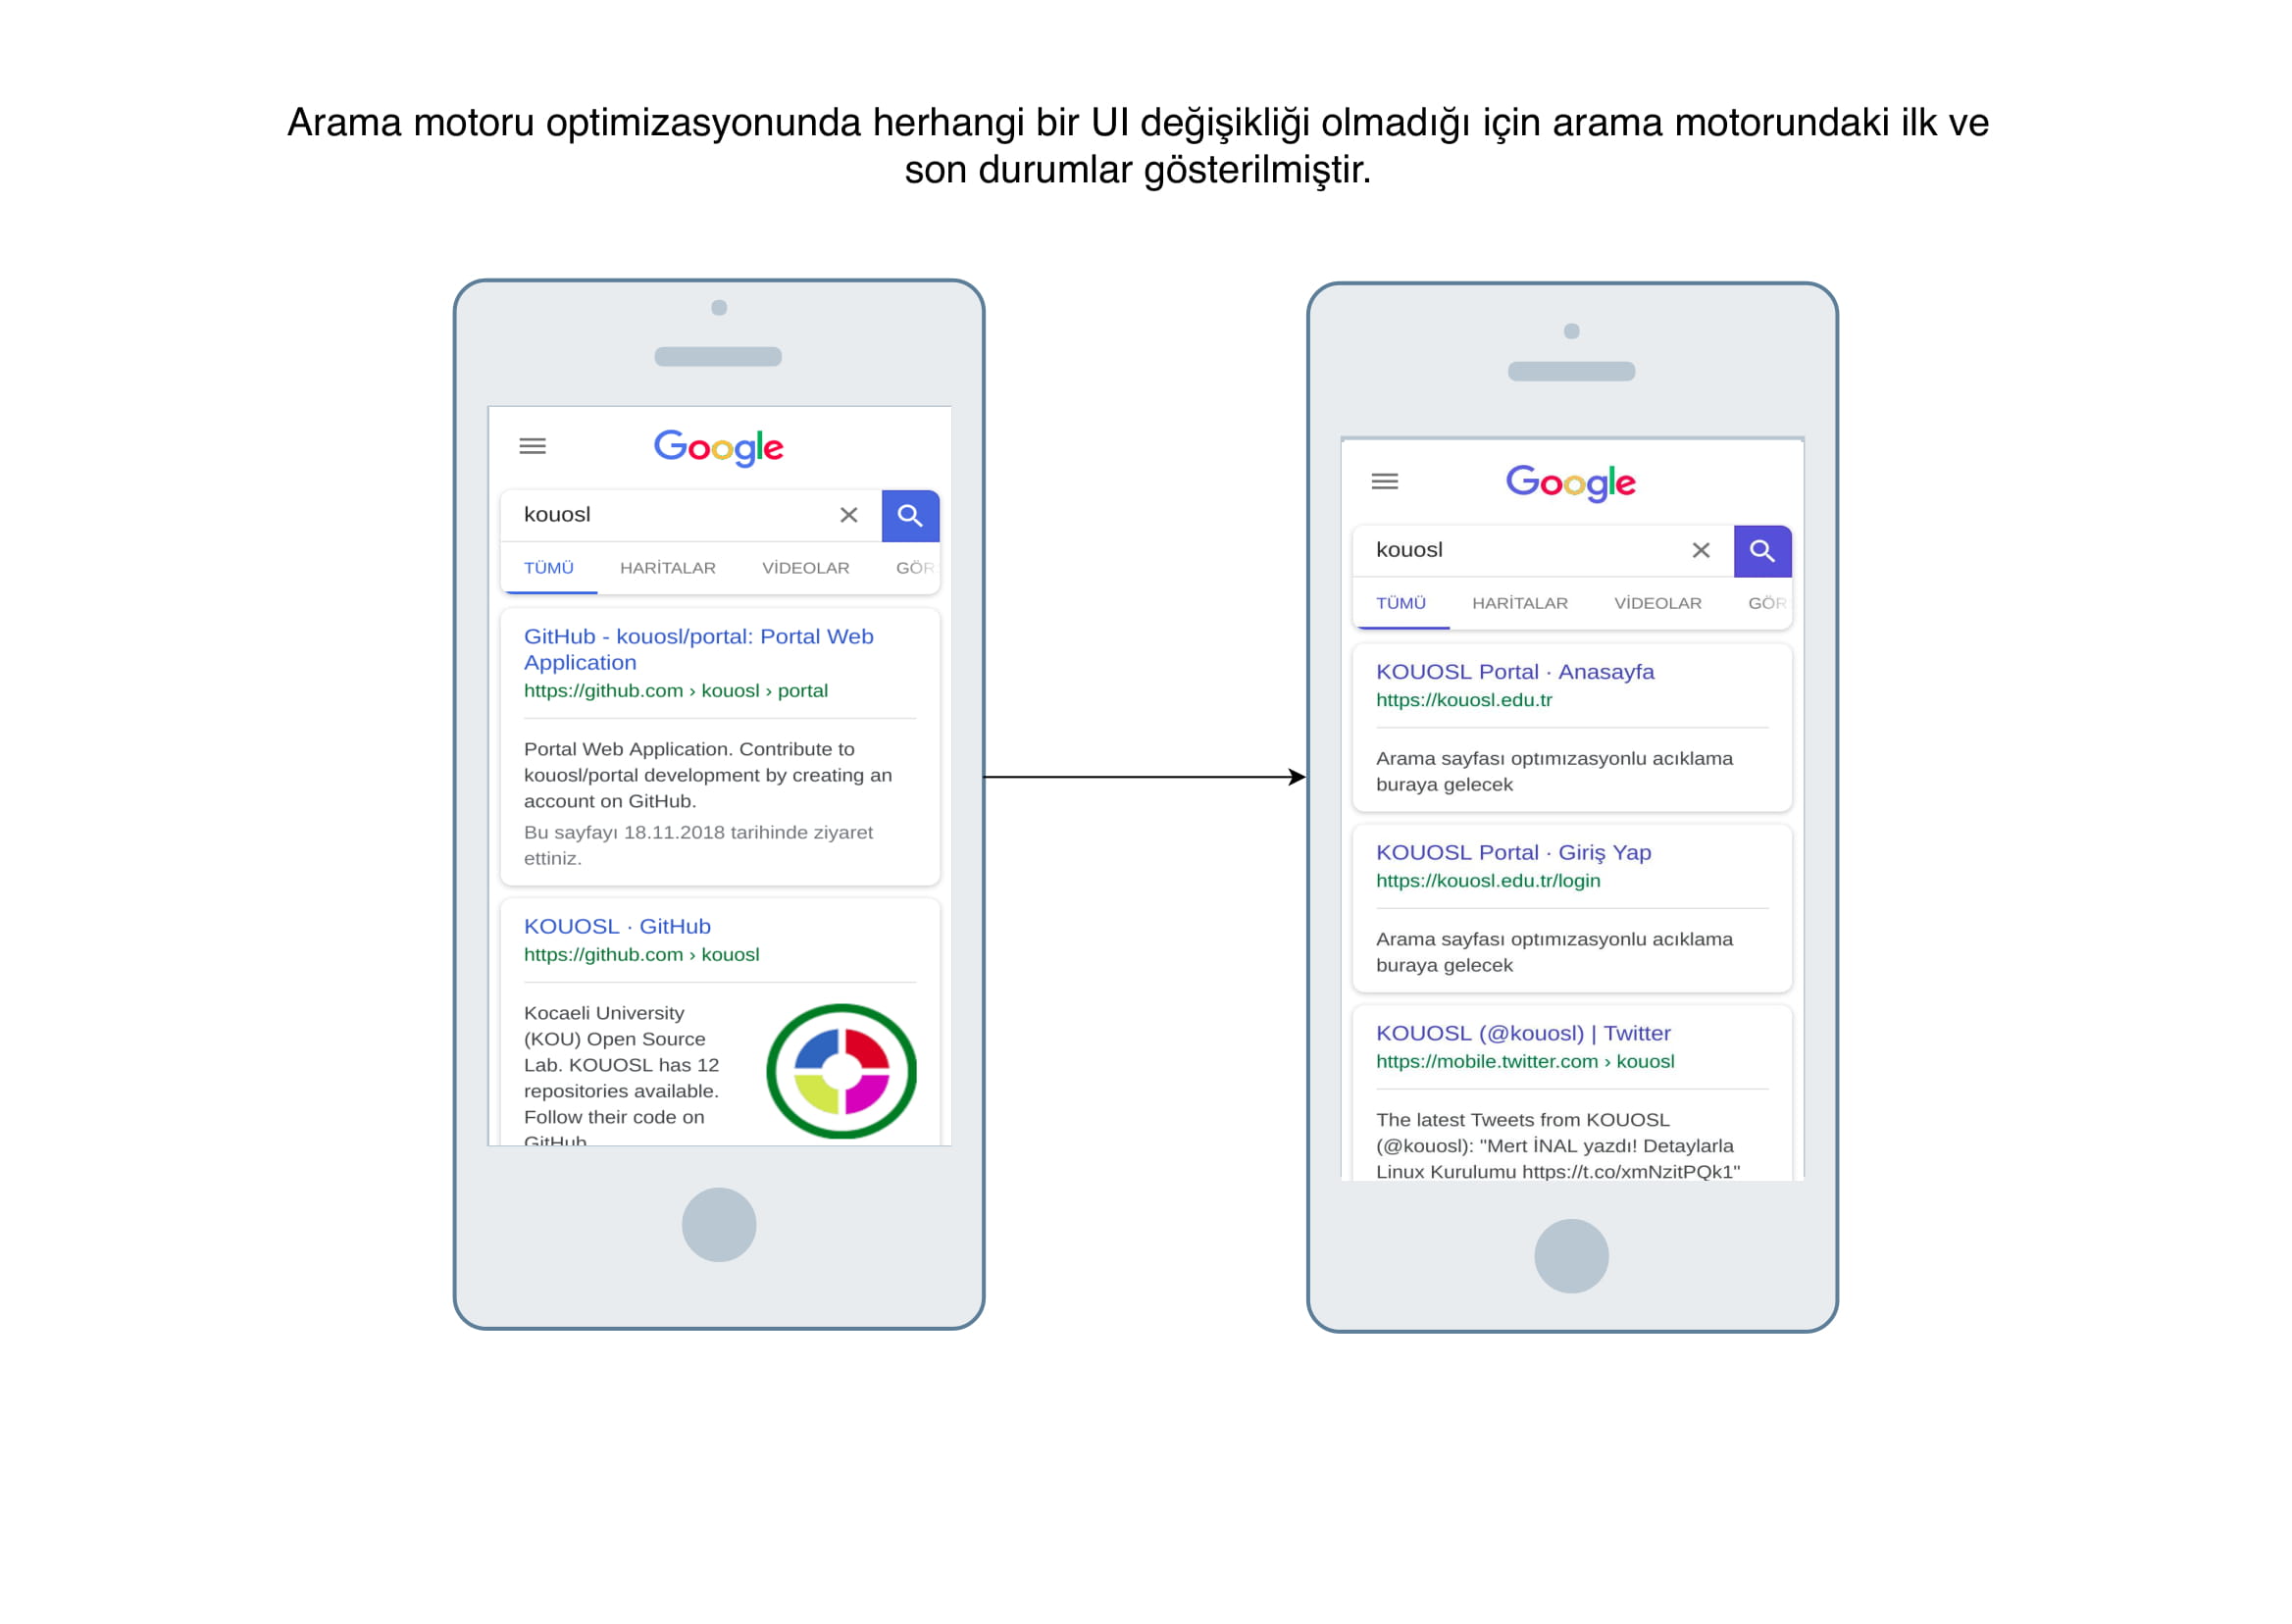 Arama motoru optimizasyonunda herhangi bir UI değişikliği olmadığı için arama motorundaki ilk ve
son durumlar gösterilmiştir.
Google
kouosl
TÜMÜ HARİTALAR VİDEOLAR GÖR
GitHub - kouosl/portal: Portal Web
Application
https://github.com › kouosl › portal
Portal Web Application. Contribute to
kouosl/portal development by creating an
account on GitHub.
Bu sayfayı 18.11.2018 tarihinde ziyaret
ettiniz.
KOUOSL · GitHub
https://github.com › kouosl
Kocaeli University
(KOU) Open Source
Lab. KOUOSL has 12
repositories available.
Follow their code on
GitHub
Google
kouosl
TÜMÜ HARİTALAR VİDEOLAR GÖR
KOUOSL Portal · Anasayfa
https://kouosl.edu.tr
Arama sayfası optımızasyonlu acıklama
buraya gelecek
KOUOSL Portal · Giriş Yap
https://kouosl.edu.tr/login
Arama sayfası optımızasyonlu acıklama
buraya gelecek
KOUOSL (@kouosl) | Twitter
https://mobile.twitter.com › kouosl
The latest Tweets from KOUOSL
(@kouosl): "Mert İNAL yazdı! Detaylarla
Linux Kurulumu https://t.co/xmNzitPQk1"